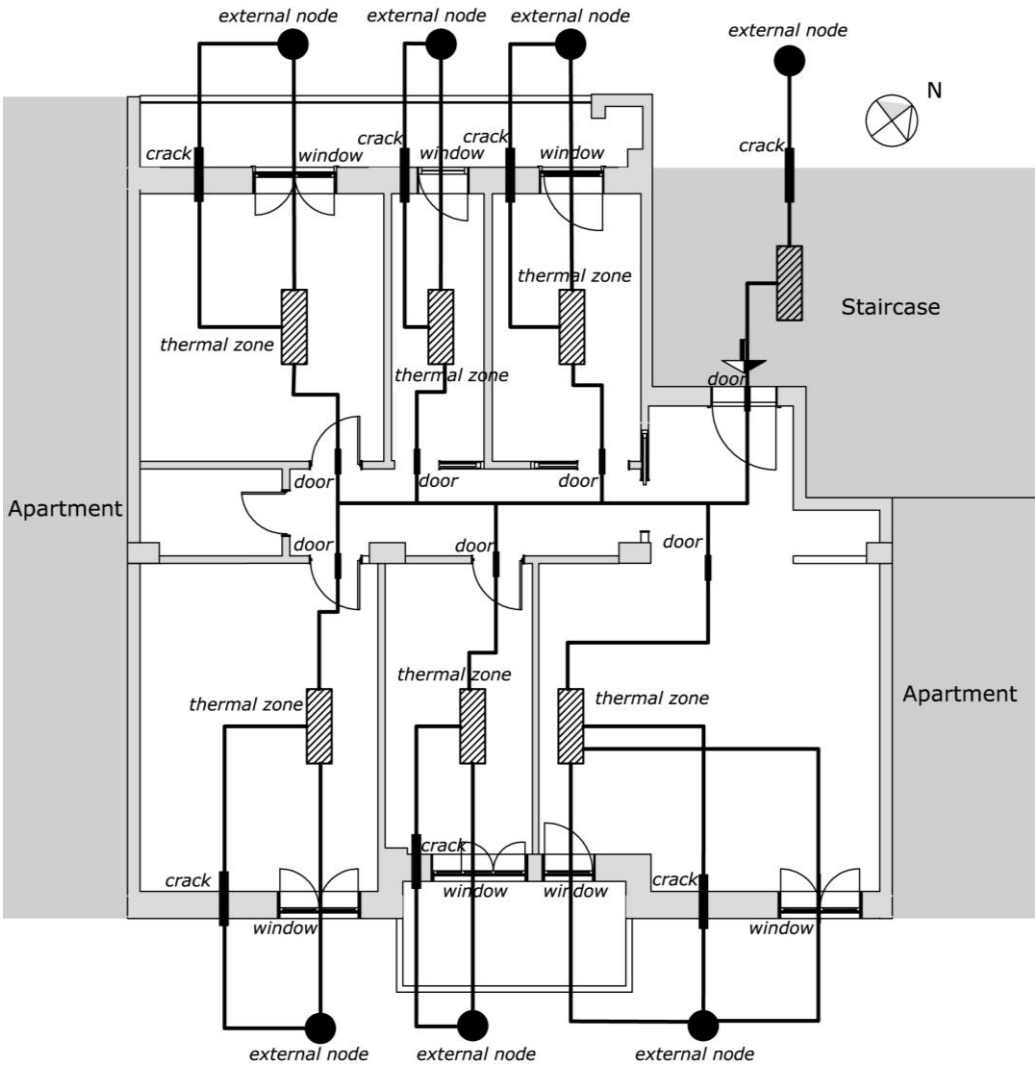 external node
external node
external node
external node
N
crack
window
crack
window
crack
window
crack
thermal zone
Staircase
thermal zone
thermal zone
door
Apartment
door
door
door
door
door
door
thermal zone
thermal zone
thermal zone
Apartment
crack
crack
crack
window
window
window
window
external node
external node
external node